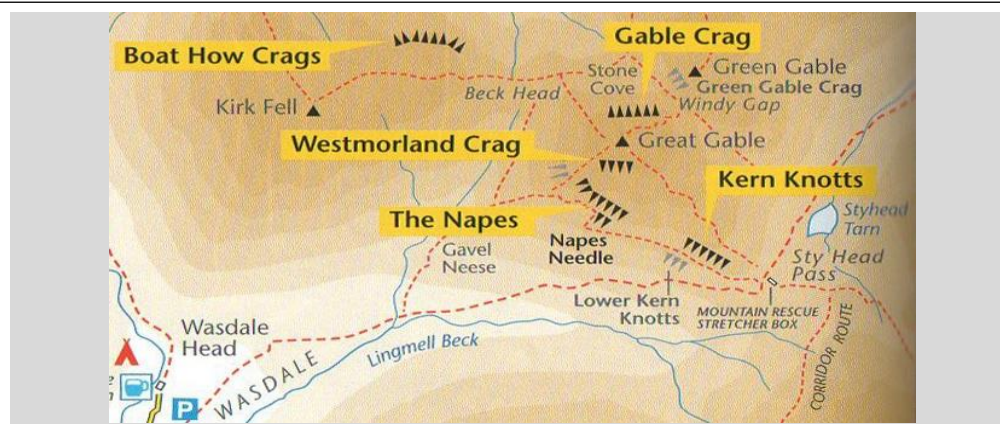 Boat How Crags
Gable Crag
Stone
Cove
Green Gable
Green Gable Crag
Beck Head
Windy Gap
Kirk Fell
Westmorland Crag
Great Gable
Kern Knotts
The Napes
Styhead
Tarn
Napes
Needle
Gavel
Neese
Sty Head
Pass
Lower Kern
Knotts
MOUNTAIN RESCUE
STRETCHER BOX
Wasdale
Head
Lingmell Beck
WASDALE
CORRIDOR ROUTE
P